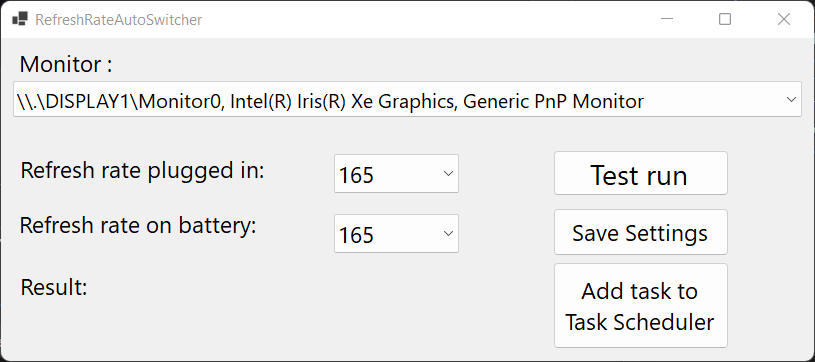 RefreshRateAutoSwitcher
Monitor :
\\.\DISPLAY1\Monitor0, Intel(R) Iris(R) Xe Graphics, Generic PnP Monitor
Refresh rate plugged in:
165
Test run
Refresh rate on battery:
165
Save Settings
Result:
Add task to
Task Scheduler